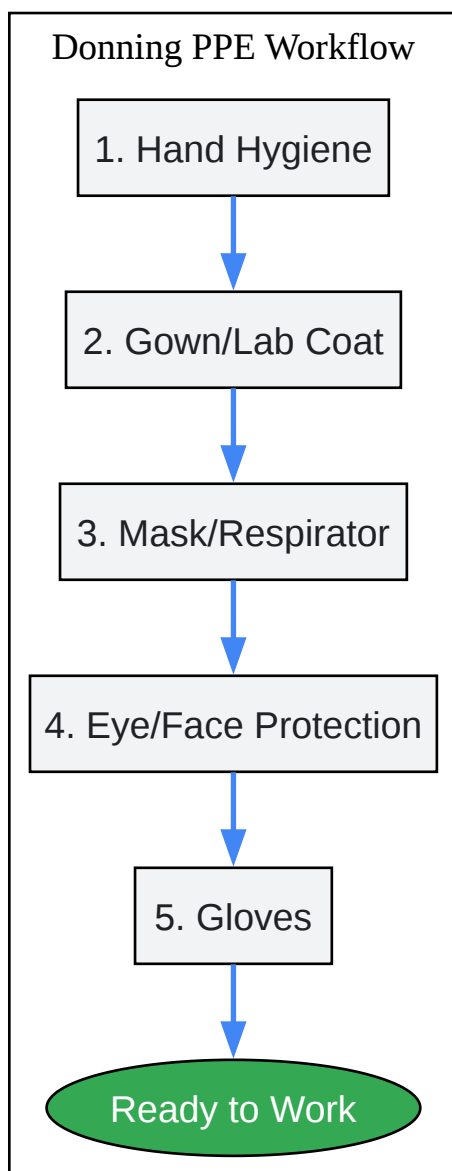 Donning PPE Workflow
1. Hand Hygiene
2. Gown/Lab Coat
3. Mask/Respirator
4. Eye/Face Protection
5. Gloves
Ready to Work